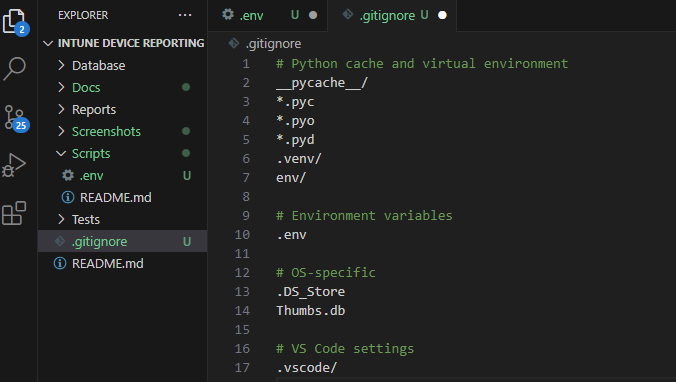 EXPLORER ...
.env U
.gitignore U
2
INTUNE DEVICE REPORTING
.gitignore
Database
Docs
Reports
Screenshots
25
Scripts
.env U
README.md
Tests
.gitignore U
README.md
1 # Python cache and virtual environment
2 __pycache__/
3 *.pyc
4 *.pyo
5 *.pyd
6 .venv/
7 env/
8
9 # Environment variables
10 .env
11
12 # OS-specific
13 .DS_Store
14 Thumbs.db
15
16 # VS Code settings
17 .vscode/